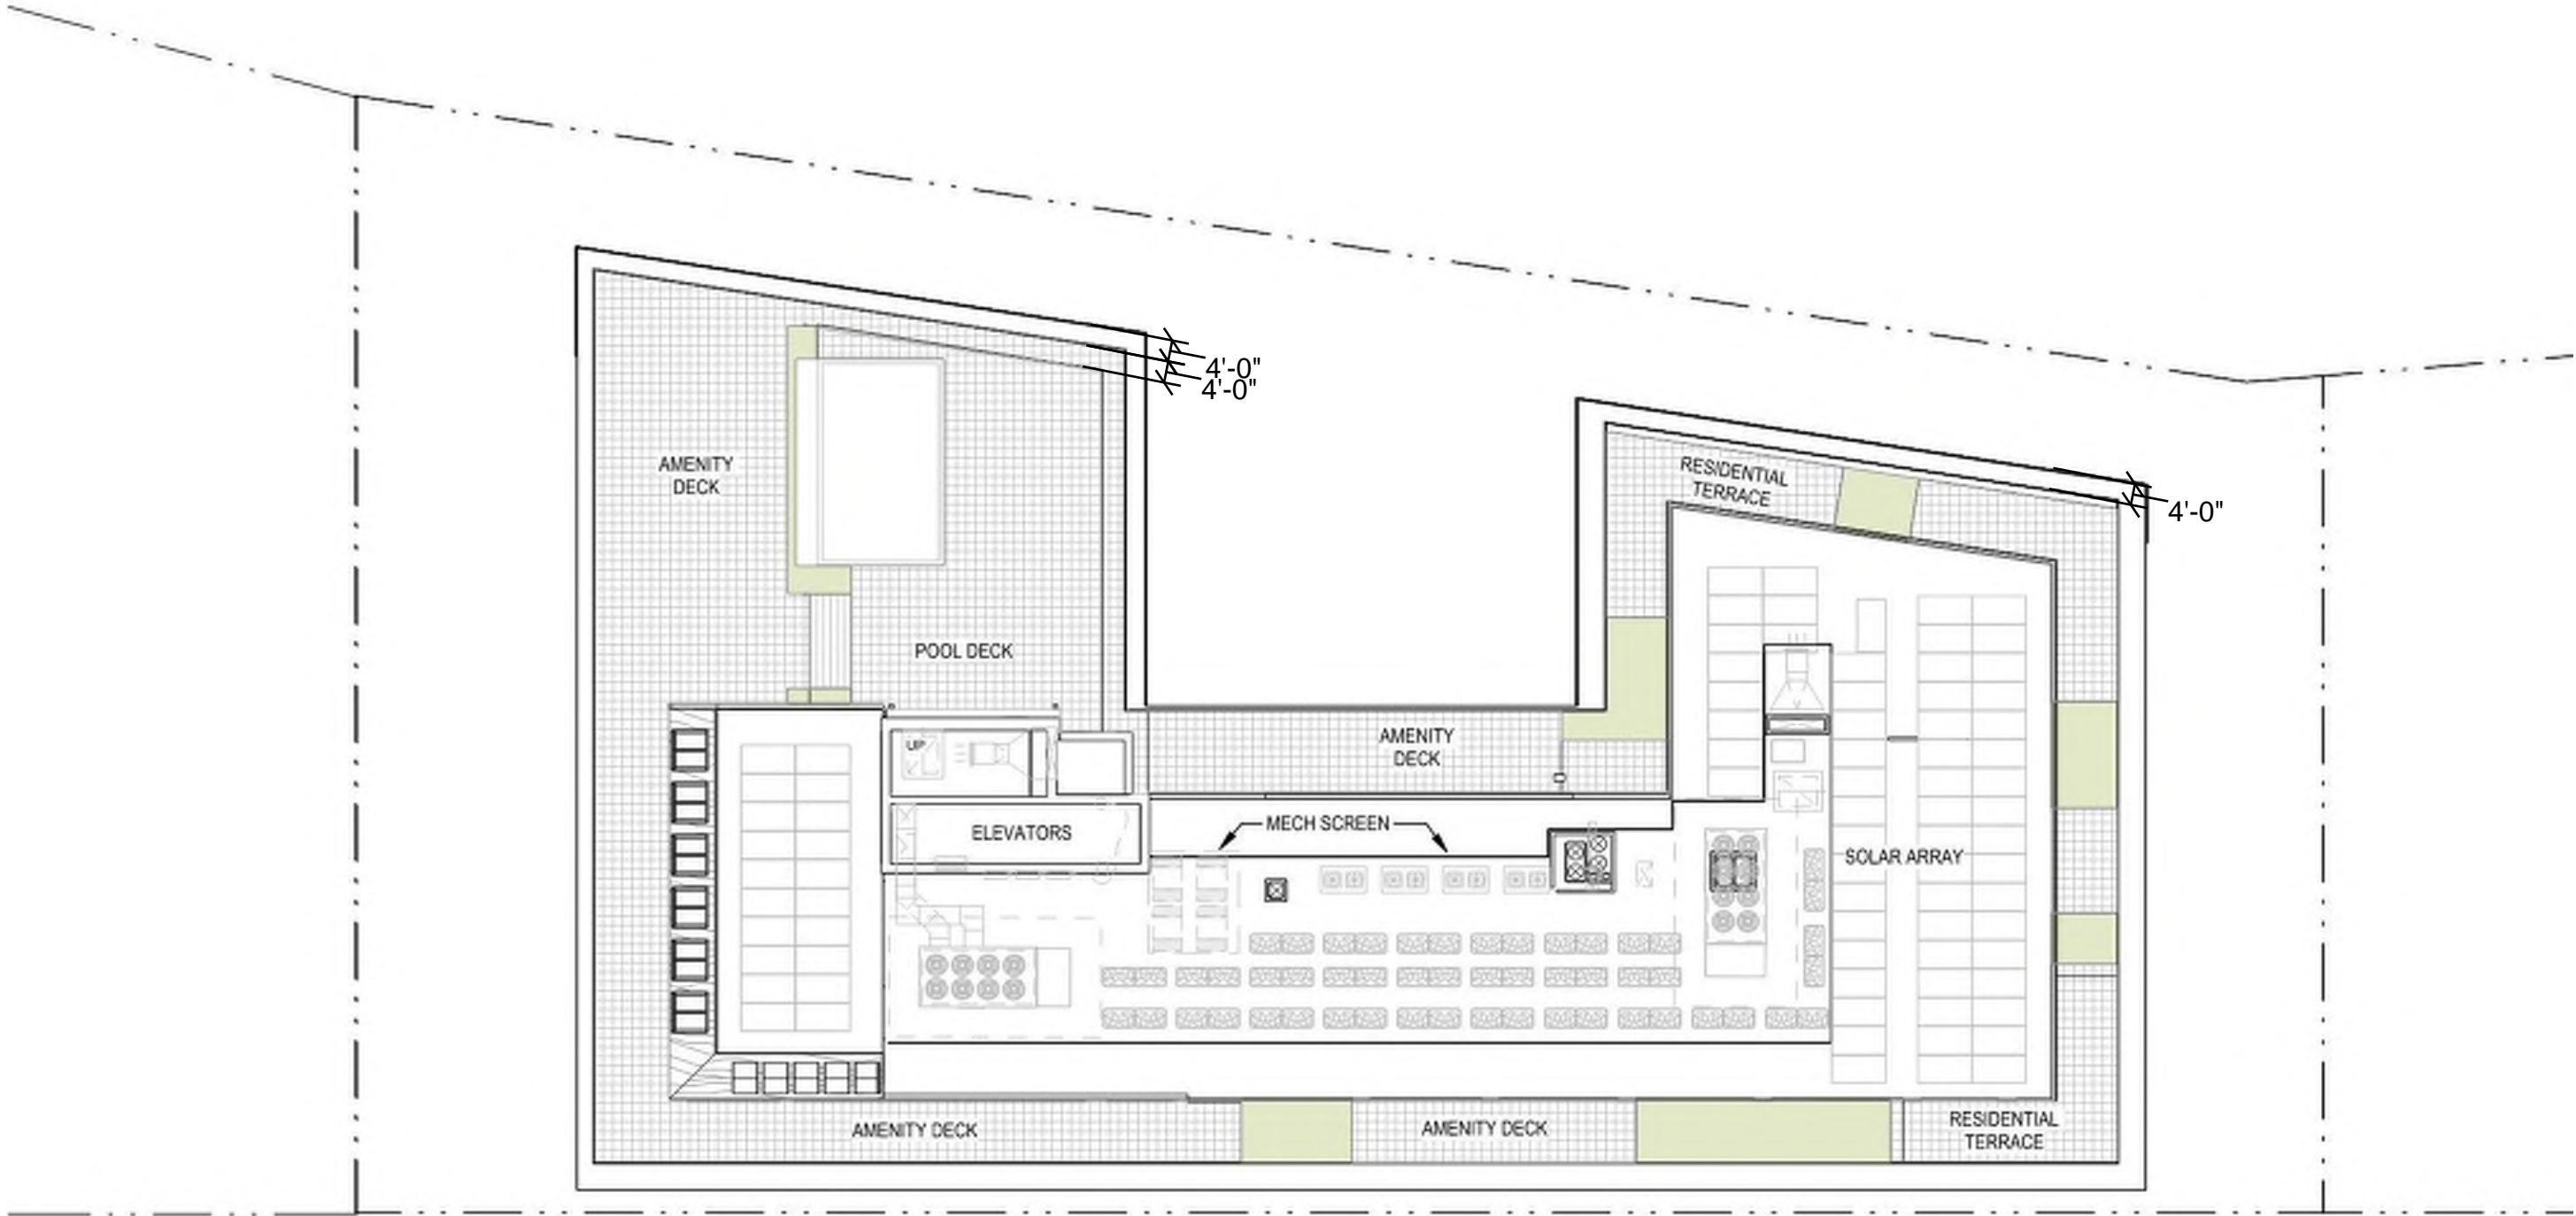 4'-0"
4'-0"
AMENITY
DECK
RESIDENTIAL
TERRACE
4'-0"
POOL DECK
AMENITY
DECK
UP
ELEVATORS
MECH SCREEN
SOLAR ARRAY
AMENITY DECK
AMENITY DECK
RESIDENTIAL
TERRACE